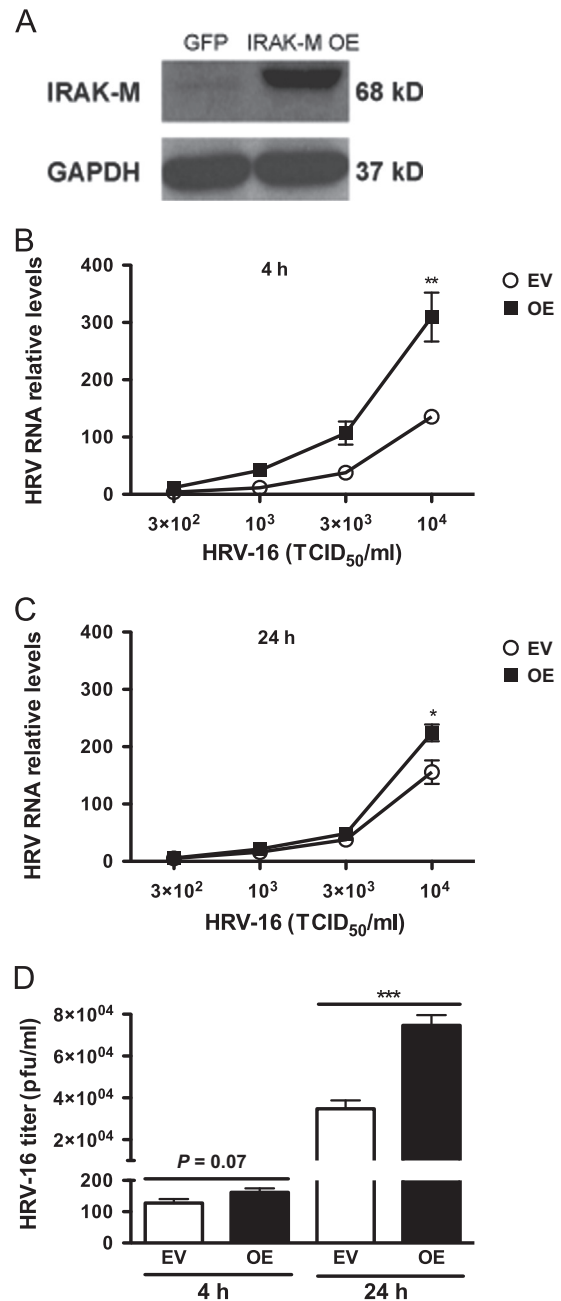 A
GFP IRAK-M OE
IRAK-M 68 kD
GAPDH 37 kD
B
HRV RNA relative levels
4 h
400
300
200
100
0
**
EV
OE
3×10² 10³ 3×10³ 10⁴
HRV-16 (TCID₅₀/ml)
C
HRV RNA relative levels
24 h
400
300
200
100
0
*
EV
OE
3×10² 10³ 3×10³ 10⁴
HRV-16 (TCID₅₀/ml)
D
HRV-16 titer (pfu/ml)
***
8×10⁰⁴
6×10⁰⁴
4×10⁰⁴
2×10⁰⁴
P = 0.07
200
100
0
EV OE EV OE
4 h 24 h